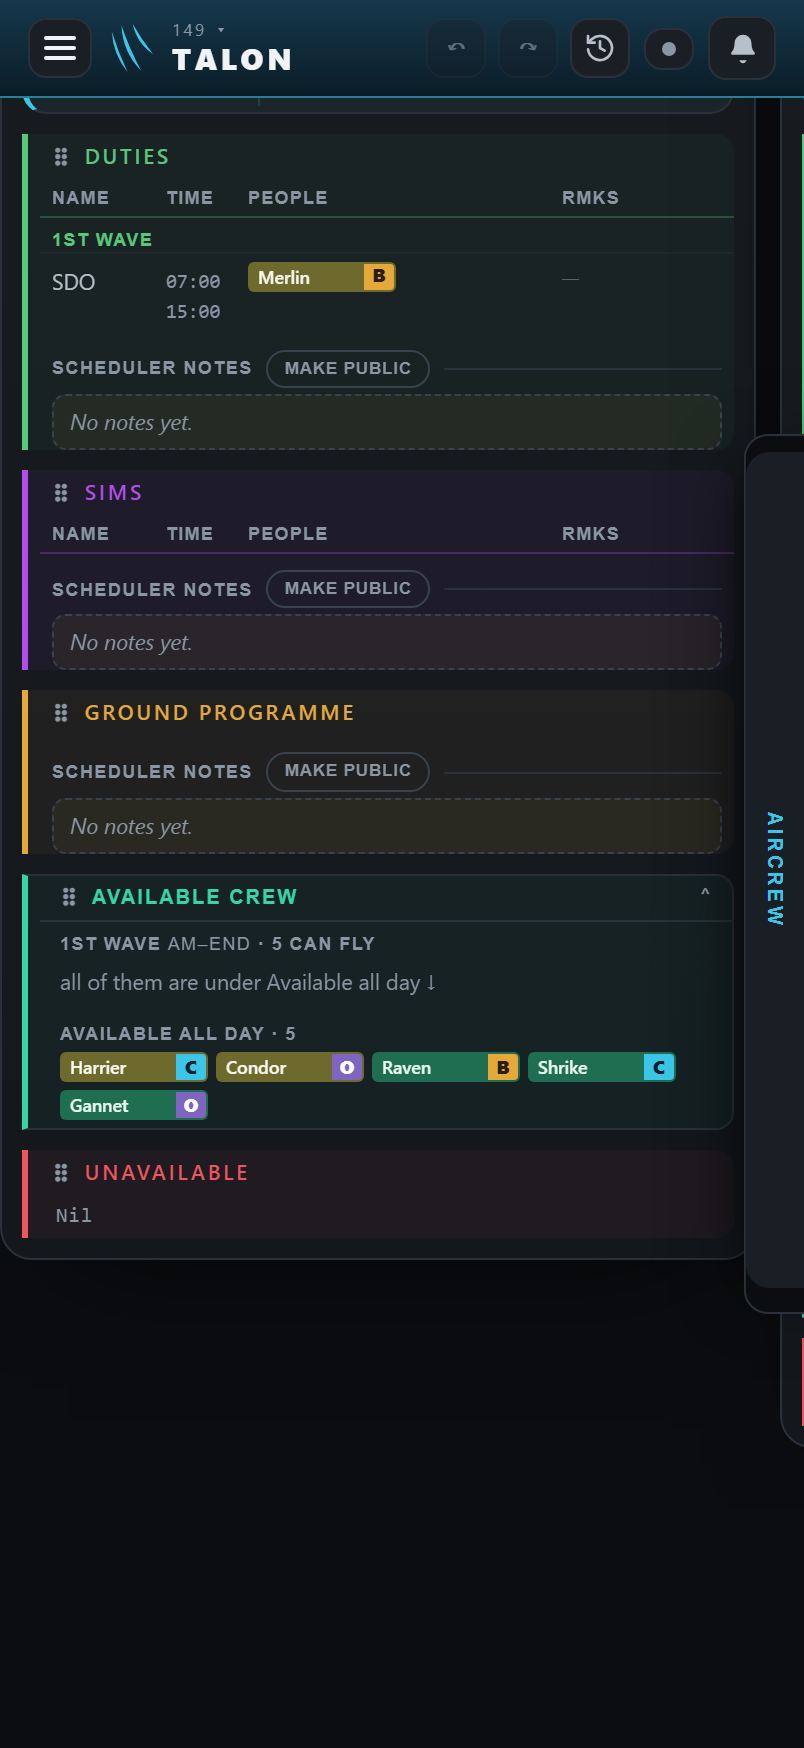 149 ▾
TALON
DUTIES
NAME TIME PEOPLE RMKS
1ST WAVE
SDO 07:00 Merlin B —
15:00
SCHEDULER NOTES MAKE PUBLIC
No notes yet.
SIMS
NAME TIME PEOPLE RMKS
SCHEDULER NOTES MAKE PUBLIC
No notes yet.
GROUND PROGRAMME
SCHEDULER NOTES MAKE PUBLIC
No notes yet.
AIRCREW
AVAILABLE CREW ^
1ST WAVE AM–END · 5 CAN FLY
all of them are under Available all day ↓
AVAILABLE ALL DAY · 5
Harrier C Condor O Raven B Shrike C
Gannet O
UNAVAILABLE
Nil